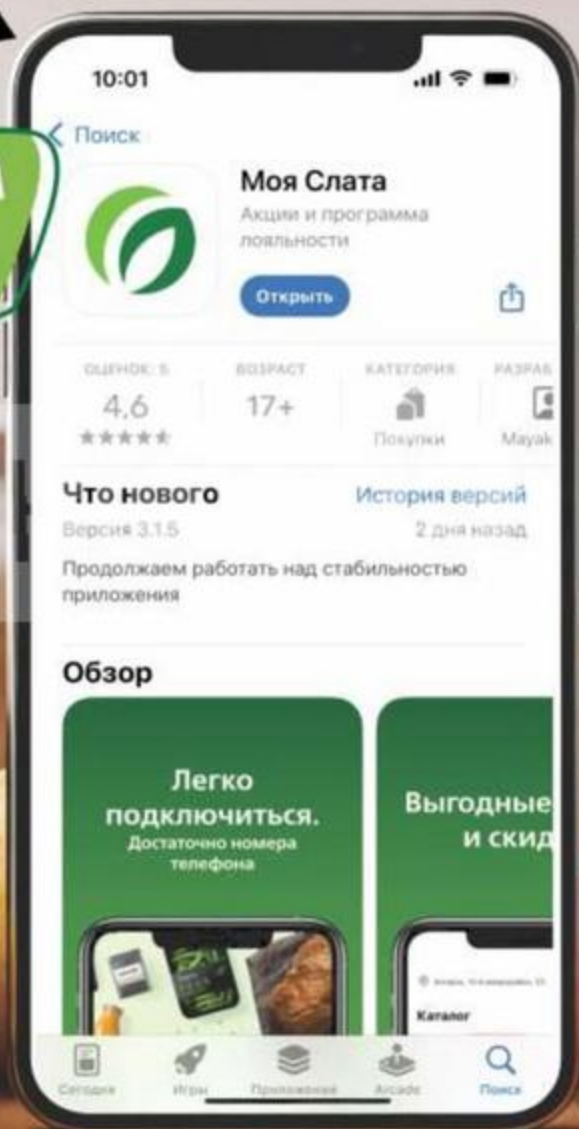 10:01
Поиск
Моя Слата
Акции и программа
лояльности
Открыть
ОЦЕНОК: 5
ВОЗРАСТ
КАТЕГОРИЯ
РАЗРАБ
4,6
17+
Покупки
Mayak
Что нового
История версий
Версия 3.1.5
2 дня назад
Продолжаем работать над стабильностью
приложения
Обзор
Легко
подключиться.
Достаточно номера
телефона
Выгодные
и скид
Каталог
Сегодня
Игры
Приложения
Arcade
Поиск